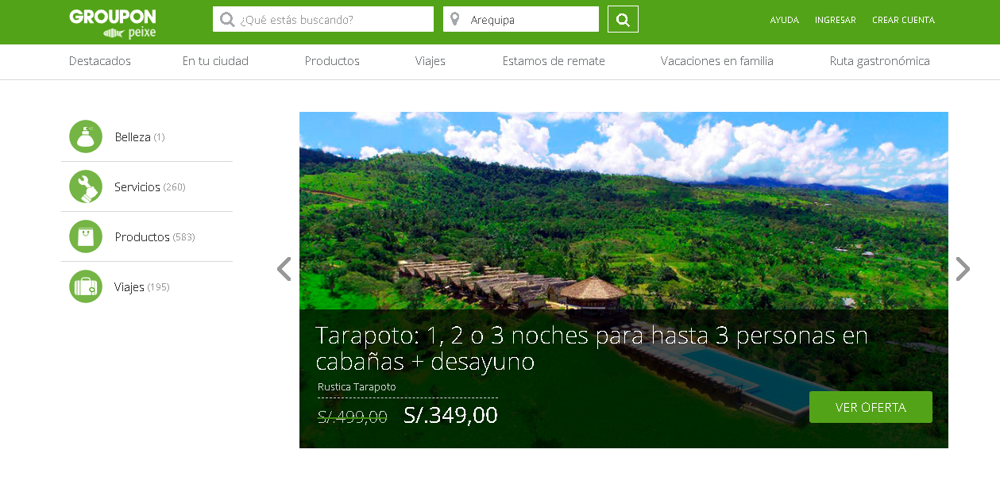 GROUPON
peixe
¿Qué estás buscando?
Arequipa
AYUDA
INGRESAR
CREAR CUENTA
Destacados
En tu ciudad
Productos
Viajes
Estamos de remate
Vacaciones en familia
Ruta gastronómica
Belleza (1)
Servicios (260)
Productos (583)
Viajes (195)
Tarapoto: 1, 2 o 3 noches para hasta 3 personas en
cabañas + desayuno
Rustica Tarapoto
S/.499,00 S/.349,00
VER OFERTA